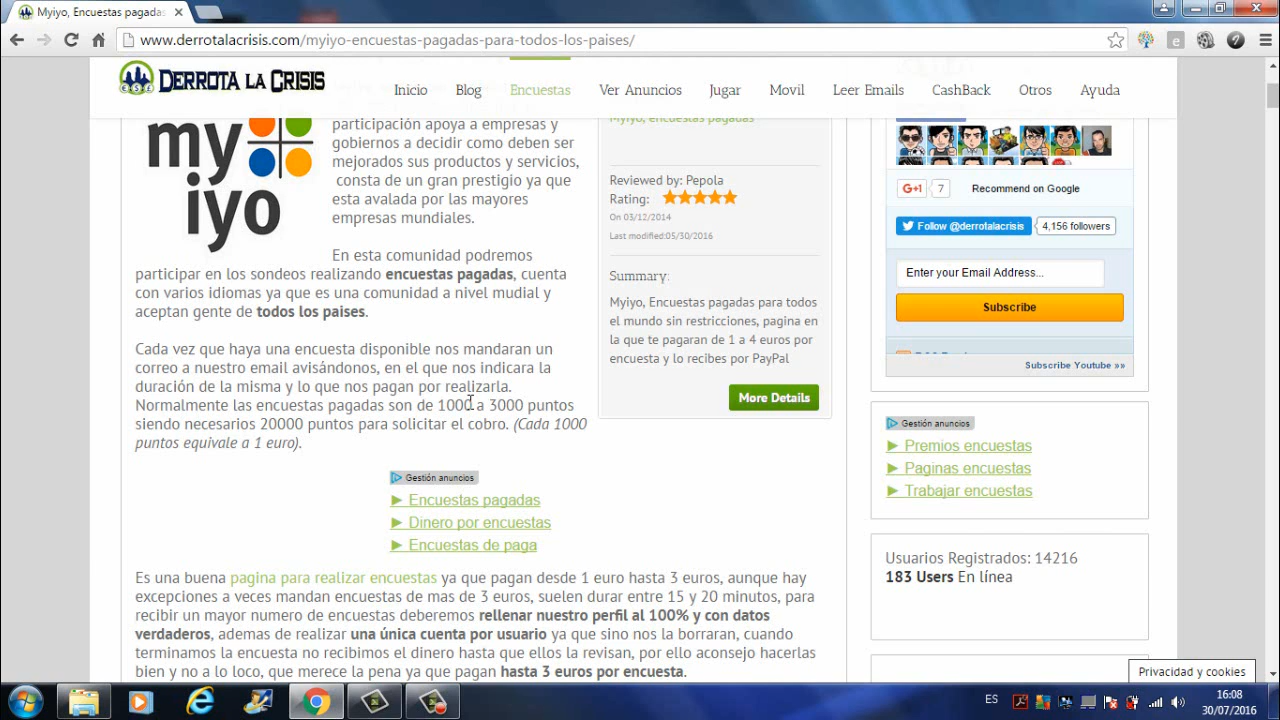 Myiyo, Encuestas pagadas
www.derrotalacrisis.com/myiyo-encuestas-pagadas-para-todos-los-paises/
DERROTA LA CRISIS
Inicio Blog Encuestas Ver Anuncios Jugar Movil Leer Emails CashBack Otros Ayuda
my
iyo
participación apoya a empresas y
gobiernos a decidir como deben ser
mejorados sus productos y servicios,
consta de un gran prestigio ya que
esta avalada por las mayores
empresas mundiales.
En esta comunidad podremos
participar en los sondeos realizando encuestas pagadas, cuenta
con varios idiomas ya que es una comunidad a nivel mudial y
aceptan gente de todos los paises.
Cada vez que haya una encuesta disponible nos mandaran un
correo a nuestro email avisándonos, en el que nos indicara la
duración de la misma y lo que nos pagan por realizarla.
Normalmente las encuestas pagadas son de 1000 a 3000 puntos
siendo necesarios 20000 puntos para solicitar el cobro. (Cada 1000
puntos equivale a 1 euro).
Gestión anuncios
► Encuestas pagadas
► Dinero por encuestas
► Encuestas de paga
Es una buena pagina para realizar encuestas ya que pagan desde 1 euro hasta 3 euros, aunque hay
excepciones a veces mandan encuestas de mas de 3 euros, suelen durar entre 15 y 20 minutos, para
recibir un mayor numero de encuestas deberemos rellenar nuestro perfil al 100% y con datos
verdaderos, ademas de realizar una única cuenta por usuario ya que sino nos la borraran, cuando
terminamos la encuesta no recibimos el dinero hasta que ellos la revisan, por ello aconsejo hacerlas
bien y no a lo loco, que merece la pena ya que pagan hasta 3 euros por encuesta.
Myiyo, encuestas pagadas
Reviewed by: Pepola
Rating: ★★★★★
On 03/12/2014
Last modified:05/30/2016
Summary:
Myiyo, Encuestas pagadas para todos
el mundo sin restricciones, pagina en
la que te pagaran de 1 a 4 euros por
encuesta y lo recibes por PayPal
More Details
G+1 7 Recommend on Google
Follow @derrotalacrisis 4,156 followers
Enter your Email Address...
Subscribe
Subscribe Youtube »»
Gestión anuncios
► Premios encuestas
► Paginas encuestas
► Trabajar encuestas
Usuarios Registrados: 14216
183 Users En línea
Privacidad y cookies
ES
16:08
30/07/2016